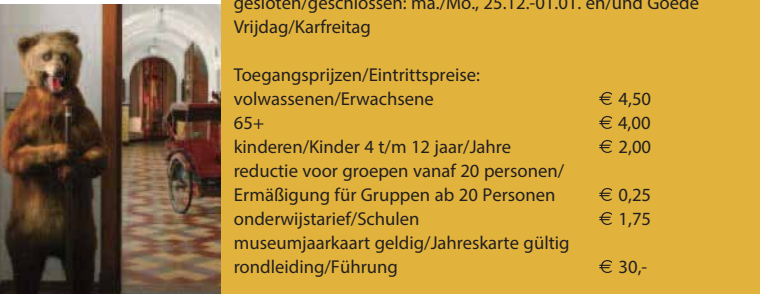 gesloten/geschlossen: ma./Mo., 25.12.-01.01. en/und Goede
Vrijdag/Karfreitag
Toegangsprijzen/Eintrittspreise:
volwassenen/Erwachsene € 4,50
65+ € 4,00
kinderen/Kinder 4 t/m 12 jaar/Jahre € 2,00
reductie voor groepen vanaf 20 personen/
Ermäßigung für Gruppen ab 20 Personen € 0,25
onderwijstarief/Schulen € 1,75
museumjaarkaart geldig/Jahreskarte gültig
rondleiding/Führung € 30,-